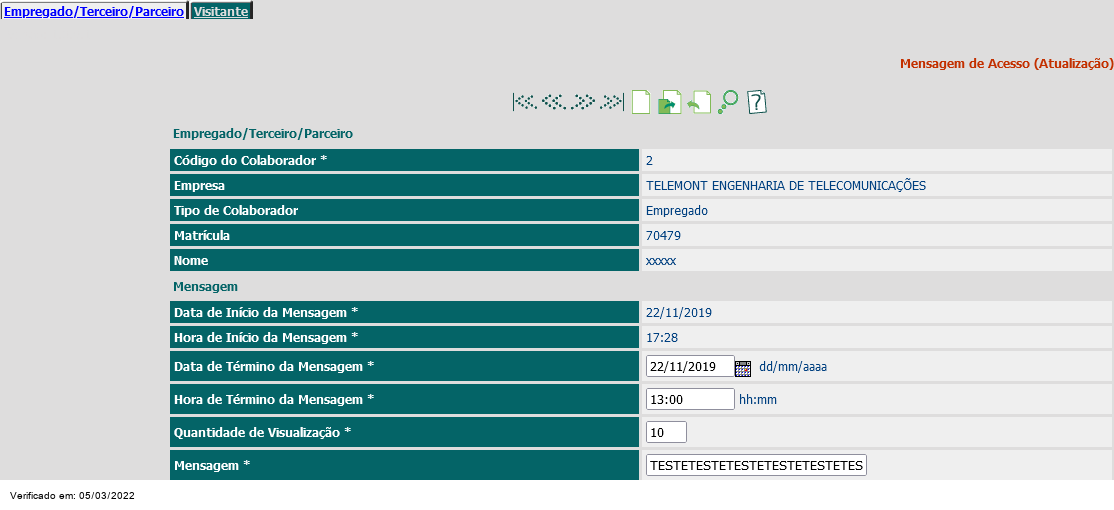 Empregado/Terceiro/Parceiro Visitante
Mensagem de Acesso (Atualização)
Empregado/Terceiro/Parceiro
Código do Colaborador * 2
Empresa TELEMONT ENGENHARIA DE TELECOMUNICAÇÕES
Tipo de Colaborador Empregado
Matrícula 70479
Nome xxxxx
Mensagem
Data de Início da Mensagem * 22/11/2019
Hora de Início da Mensagem * 17:28
Data de Término da Mensagem * 22/11/2019 dd/mm/aaaa
Hora de Término da Mensagem * 13:00 hh:mm
Quantidade de Visualização * 10
Mensagem * TESTETESTETESTETESTETESTETES
Verificado em: 05/03/2022